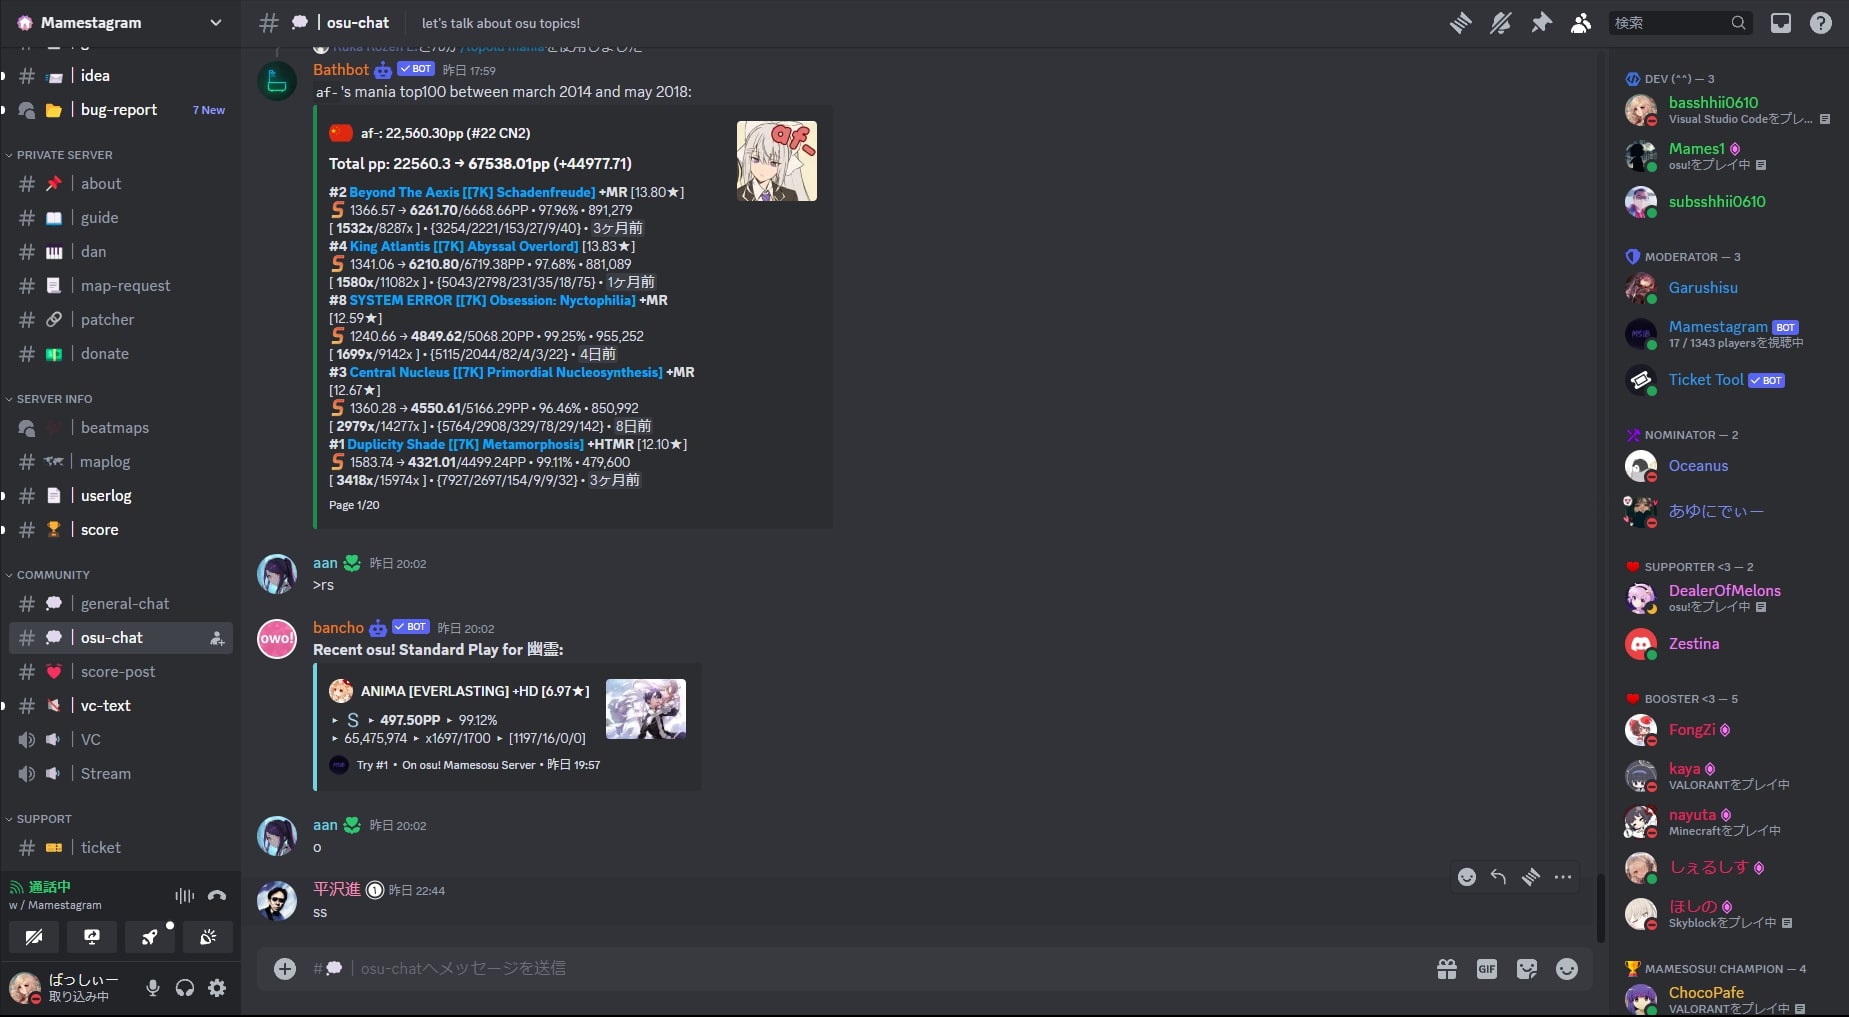 Mamestagram
idea
bug-report
7 New
PRIVATE SERVER
about
guide
dan
map-request
patcher
donate
SERVER INFO
beatmaps
maplog
userlog
score
COMMUNITY
general-chat
osu-chat
score-post
vc-text
VC
Stream
SUPPORT
ticket
通話中
w / Mamestagram
ばっしぃー
取り込み中
osu-chat
let's talk about osu topics!
検索
Bathbot BOT 昨日 17:59
af- 's mania top100 between march 2014 and may 2018:
af-: 22,560.30pp (#22 CN2)
Total pp: 22560.3 → 67538.01pp (+44977.71)
#2 Beyond The Aexis [[7K] Schadenfreude] +MR [13.80★]
S 1366.57 → 6261.70/6668.66PP • 97.96% • 891,279
[ 1532x/8287x ] • {3254/2221/153/27/9/40} • 3ヶ月前
#4 King Atlantis [[7K] Abyssal Overlord] [13.83★]
S 1341.06 → 6210.80/6719.38PP • 97.68% • 881,089
[ 1580x/11082x ] • {5043/2798/231/35/18/75} • 1ヶ月前
#8 SYSTEM ERROR [[7K] Obsession: Nyctophilia] +MR
[12.59★]
S 1240.66 → 4849.62/5068.20PP • 99.25% • 955,252
[ 1699x/9142x ] • {5115/2044/82/4/3/22} • 4日前
#3 Central Nucleus [[7K] Primordial Nucleosynthesis] +MR
[12.67★]
S 1360.28 → 4550.61/5166.29PP • 96.46% • 850,992
[ 2979x/14277x ] • {5764/2908/329/78/29/142} • 8日前
#1 Duplicity Shade [[7K] Metamorphosis] +HTMR [12.10★]
S 1583.74 → 4321.01/4499.24PP • 99.11% • 479,600
[ 3418x/15974x ] • {7927/2697/154/9/9/32} • 3ヶ月前
Page 1/20
af-
aan 昨日 20:02
>rs
owo!
bancho BOT 昨日 20:02
Recent osu! Standard Play for 幽霊:
ANIMA [EVERLASTING] +HD [6.97★]
▸ S ▸ 497.50PP ▸ 99.12%
▸ 65,475,974 ▸ x1697/1700 ▸ [1197/16/0/0]
Try #1 • On osu! Mamesosu Server • 昨日 19:57
aan 昨日 20:02
o
平沢進 1 昨日 22:44
ss
osu-chatへメッセージを送信
GIF
DEV (^^) — 3
basshhii0610
Visual Studio Codeをプレ...
Mames1
osu!をプレイ中
subsshhii0610
MODERATOR — 3
Garushisu
Mamestagram BOT
17 / 1343 playersを視聴中
Ticket Tool BOT
NOMINATOR — 2
Oceanus
あゆにでぃー
SUPPORTER <3 — 2
DealerOfMelons
osu!をプレイ中
Zestina
BOOSTER <3 — 5
FongZi
kaya
VALORANTをプレイ中
nayuta
Minecraftをプレイ中
しぇるしす
ほしの
Skyblockをプレイ中
MAMESOSU! CHAMPION — 4
ChocoPafe
VALORANTをプレイ中